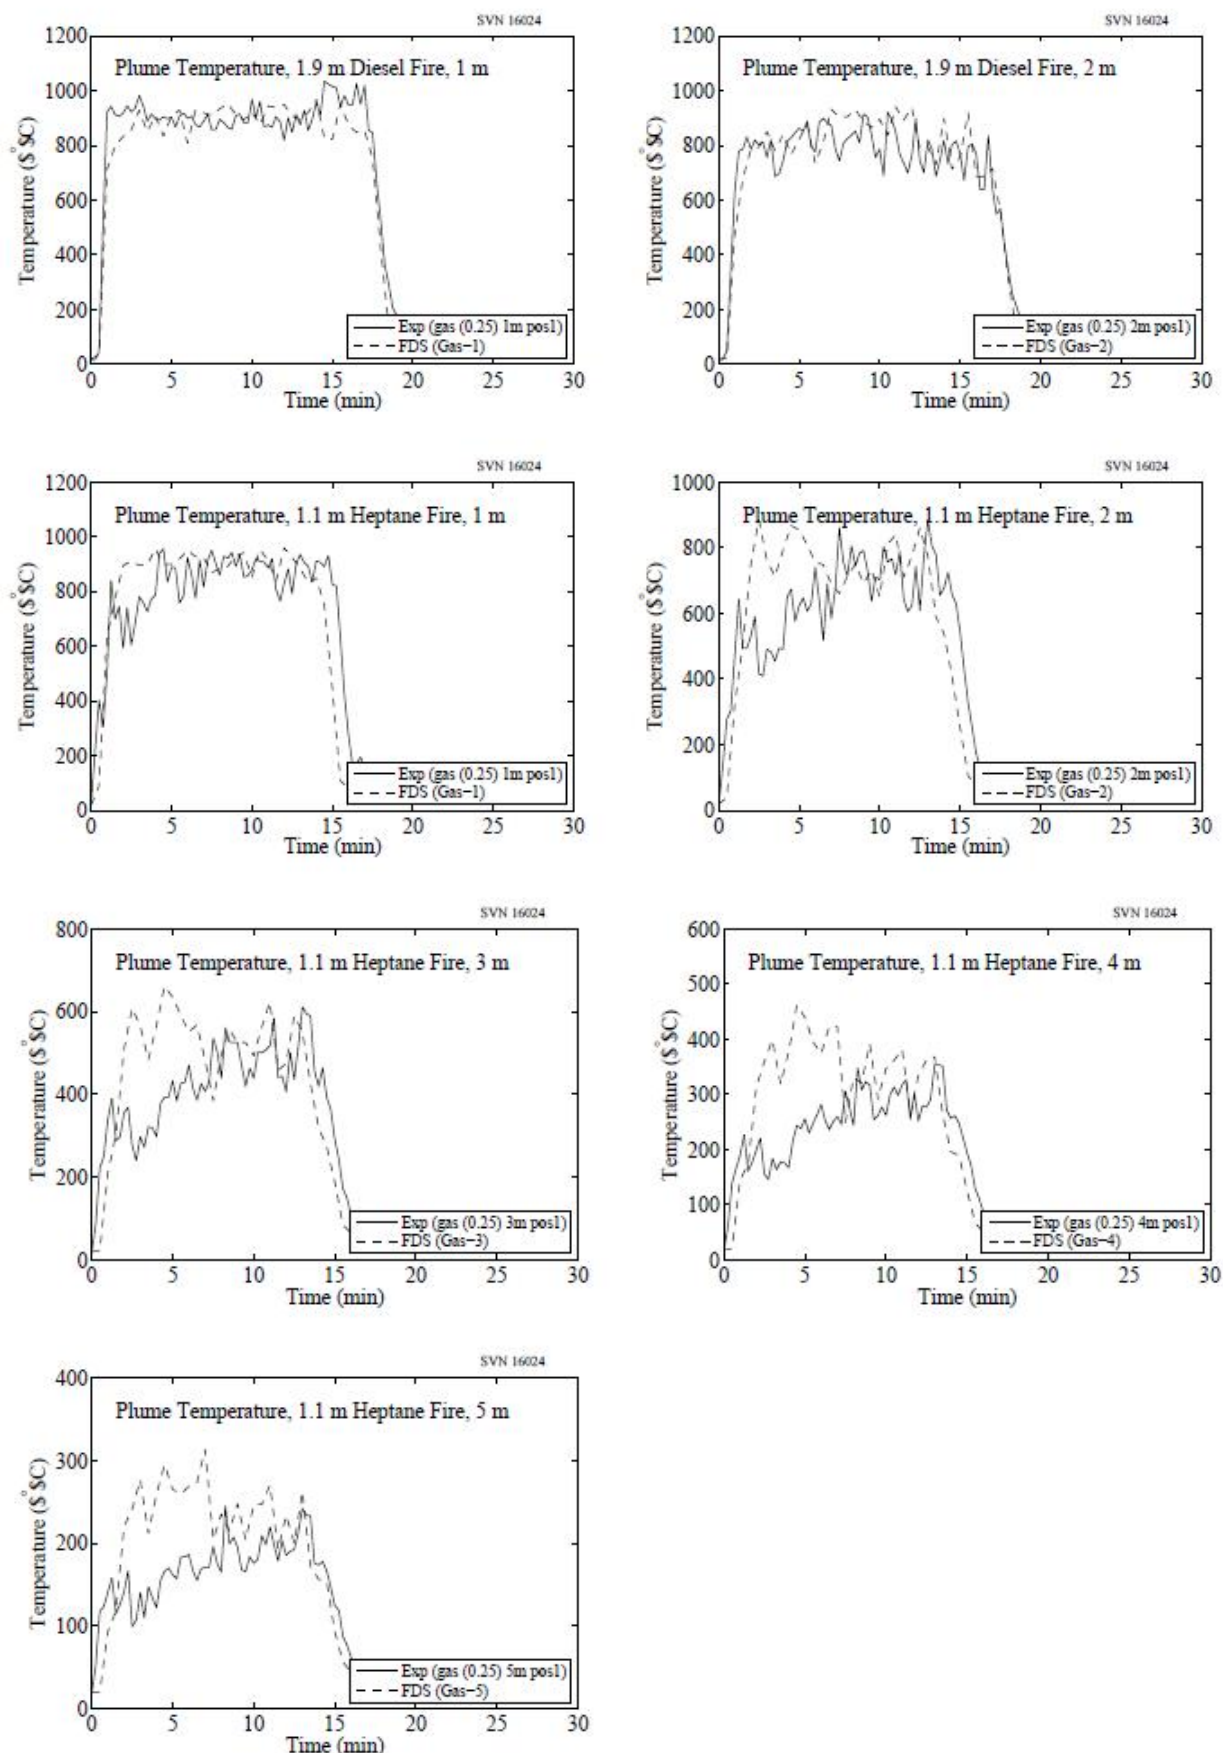 SVN 16024
1200
1000
800
600
400
200
0
Temperature ($°$C)
Plume Temperature, 1.9 m Diesel Fire, 1 m
Exp (gas (0.25) 1m pos1)
FDS (Gas−1)
0 5 10 15 20 25 30
Time (min)
SVN 16024
1200
1000
800
600
400
200
0
Temperature ($°$C)
Plume Temperature, 1.9 m Diesel Fire, 2 m
Exp (gas (0.25) 2m pos1)
FDS (Gas−2)
0 5 10 15 20 25 30
Time (min)
SVN 16024
1200
1000
800
600
400
200
0
Temperature ($°$C)
Plume Temperature, 1.1 m Heptane Fire, 1 m
Exp (gas (0.25) 1m pos1)
FDS (Gas−1)
0 5 10 15 20 25 30
Time (min)
SVN 16024
1000
800
600
400
200
0
Temperature ($°$C)
Plume Temperature, 1.1 m Heptane Fire, 2 m
Exp (gas (0.25) 2m pos1)
FDS (Gas−2)
0 5 10 15 20 25 30
Time (min)
SVN 16024
800
600
400
200
0
Temperature ($°$C)
Plume Temperature, 1.1 m Heptane Fire, 3 m
Exp (gas (0.25) 3m pos1)
FDS (Gas−3)
0 5 10 15 20 25 30
Time (min)
SVN 16024
600
500
400
300
200
100
0
Temperature ($°$C)
Plume Temperature, 1.1 m Heptane Fire, 4 m
Exp (gas (0.25) 4m pos1)
FDS (Gas−4)
0 5 10 15 20 25 30
Time (min)
SVN 16024
400
300
200
100
0
Temperature ($°$C)
Plume Temperature, 1.1 m Heptane Fire, 5 m
Exp (gas (0.25) 5m pos1)
FDS (Gas−5)
0 5 10 15 20 25 30
Time (min)